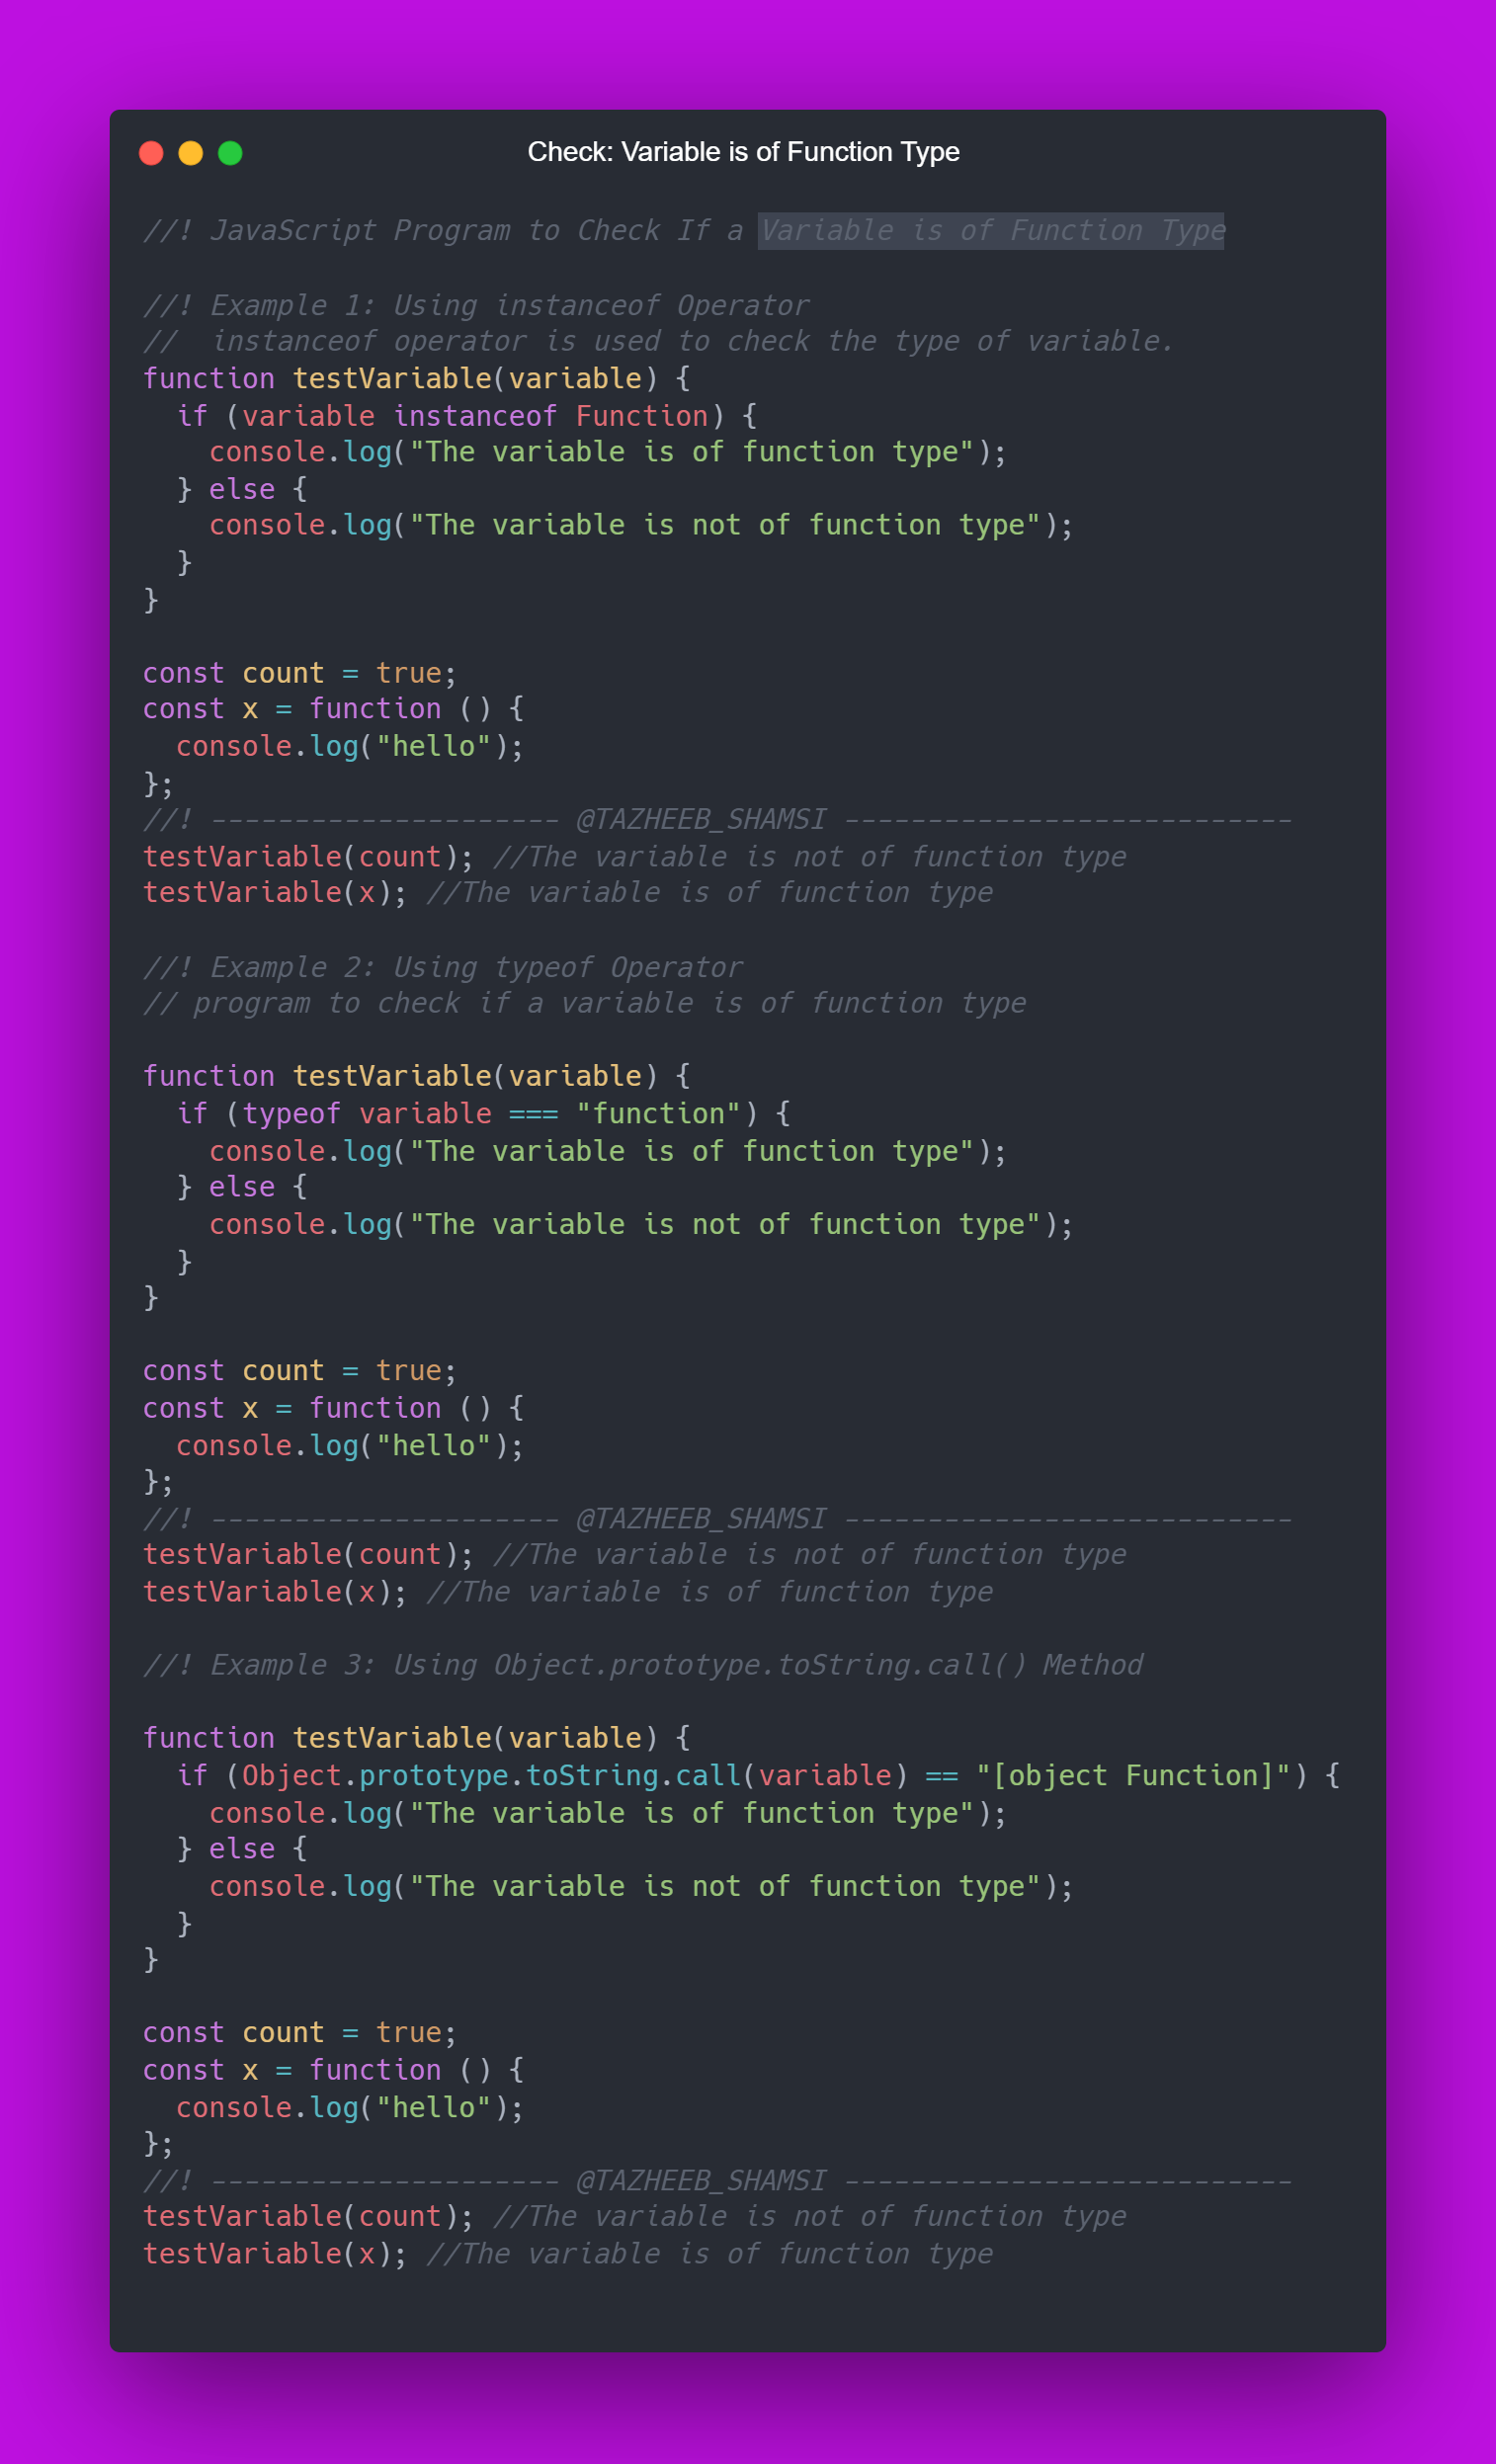 Check: Variable is of Function Type
//! JavaScript Program to Check If a Variable is of Function Type
//! Example 1: Using instanceof Operator
//  instanceof operator is used to check the type of variable.
function testVariable(variable) {
  if (variable instanceof Function) {
    console.log("The variable is of function type");
  } else {
    console.log("The variable is not of function type");
  }
}
const count = true;
const x = function () {
  console.log("hello");
};
//! --------------------- @TAZHEEB_SHAMSI ---------------------------
testVariable(count); //The variable is not of function type
testVariable(x); //The variable is of function type
//! Example 2: Using typeof Operator
// program to check if a variable is of function type
function testVariable(variable) {
  if (typeof variable === "function") {
    console.log("The variable is of function type");
  } else {
    console.log("The variable is not of function type");
  }
}
const count = true;
const x = function () {
  console.log("hello");
};
//! --------------------- @TAZHEEB_SHAMSI ---------------------------
testVariable(count); //The variable is not of function type
testVariable(x); //The variable is of function type
//! Example 3: Using Object.prototype.toString.call() Method
function testVariable(variable) {
  if (Object.prototype.toString.call(variable) == "[object Function]") {
    console.log("The variable is of function type");
  } else {
    console.log("The variable is not of function type");
  }
}
const count = true;
const x = function () {
  console.log("hello");
};
//! --------------------- @TAZHEEB_SHAMSI ---------------------------
testVariable(count); //The variable is not of function type
testVariable(x); //The variable is of function type